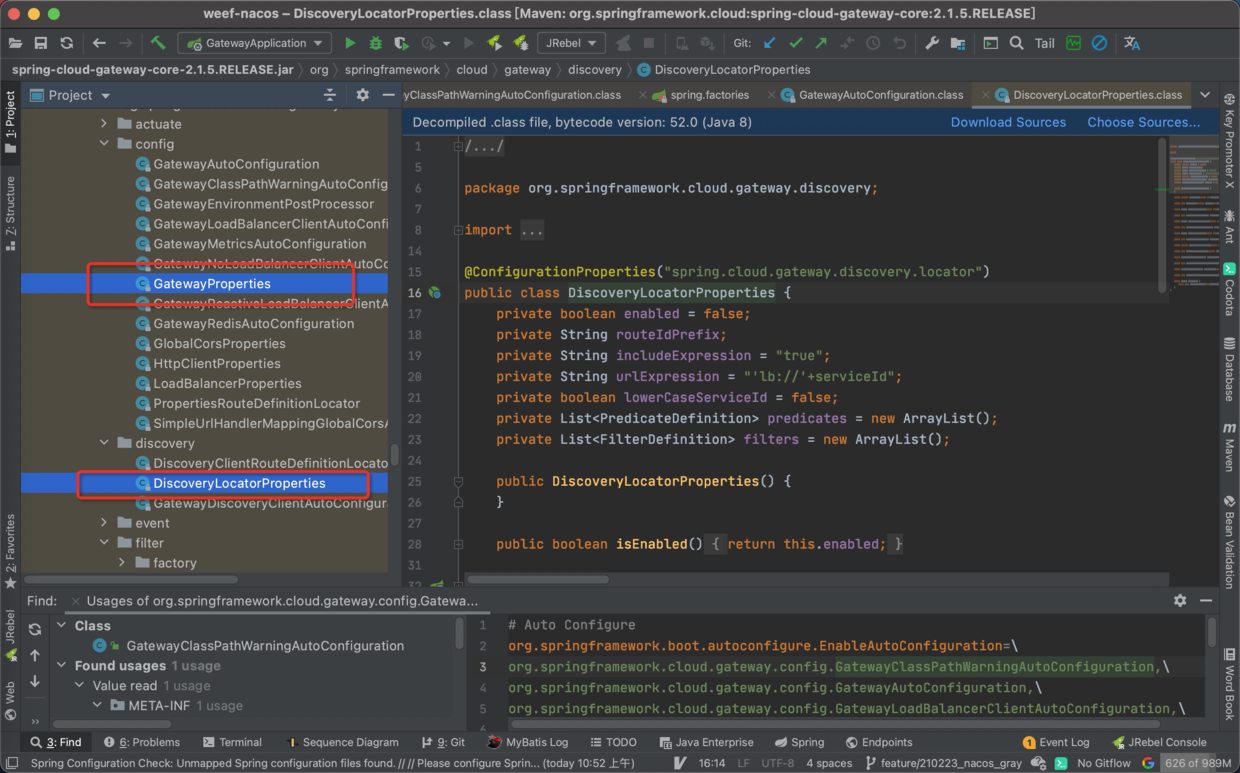 weef-nacos – DiscoveryLocatorProperties.class [Maven: org.springframework.cloud:spring-cloud-gateway-core:2.1.5.RELEASE]
GatewayApplication
JRebel
Git:
Tail
spring-cloud-gateway-core-2.1.5.RELEASE.jar
org
springframework
cloud
gateway
discovery
DiscoveryLocatorProperties
Project
yClassPathWarningAutoConfiguration.class
spring.factories
GatewayAutoConfiguration.class
DiscoveryLocatorProperties.class
1: Project
Z: Structure
2: Favorites
JRebel
Web
actuate
config
GatewayAutoConfiguration
GatewayClassPathWarningAutoConfig
GatewayEnvironmentPostProcessor
GatewayLoadBalancerClientAutoConfi
GatewayMetricsAutoConfiguration
GatewayNoLoadBalancerClientAutoCo
GatewayProperties
GatewayReactiveLoadBalancerClientA
GatewayRedisAutoConfiguration
GlobalCorsProperties
HttpClientProperties
LoadBalancerProperties
PropertiesRouteDefinitionLocator
SimpleUrlHandlerMappingGlobalCorsA
discovery
DiscoveryClientRouteDefinitionLocato
DiscoveryLocatorProperties
GatewayDiscoveryClientAutoConfigur
event
filter
factory
Decompiled .class file, bytecode version: 52.0 (Java 8)
Download Sources
Choose Sources...
1 /.../
5
6 package org.springframework.cloud.gateway.discovery;
7
8 import ...
14
15 @ConfigurationProperties("spring.cloud.gateway.discovery.locator")
16 public class DiscoveryLocatorProperties {
17 private boolean enabled = false;
18 private String routeIdPrefix;
19 private String includeExpression = "true";
20 private String urlExpression = "'lb://'+serviceId";
21 private boolean lowerCaseServiceId = false;
22 private List<PredicateDefinition> predicates = new ArrayList();
23 private List<FilterDefinition> filters = new ArrayList();
24
25 public DiscoveryLocatorProperties() {
26 }
27
28 public boolean isEnabled() { return this.enabled; }
31
32
Key Promoter X
Ant
Codota
Database
Maven
Bean Validation
Word Book
Find:
Usages of org.springframework.cloud.gateway.config.Gatewa...
Class
GatewayClassPathWarningAutoConfiguration
Found usages 1 usage
Value read 1 usage
META-INF 1 usage
1 # Auto Configure
2 org.springframework.boot.autoconfigure.EnableAutoConfiguration=\
3 org.springframework.cloud.gateway.config.GatewayClassPathWarningAutoConfiguration,\
4 org.springframework.cloud.gateway.config.GatewayAutoConfiguration,\
5 org.springframework.cloud.gateway.config.GatewayLoadBalancerClientAutoConfiguration,\
3: Find
6: Problems
Terminal
Sequence Diagram
9: Git
MyBatis Log
TODO
Java Enterprise
Spring
Endpoints
1 Event Log
JRebel Console
Spring Configuration Check: Unmapped Spring configuration files found. // // Please configure Sprin... (today 10:52 上午)
16:14
LF
UTF-8
4 spaces
feature/210223_nacos_gray
No Gitflow
626 of 989M